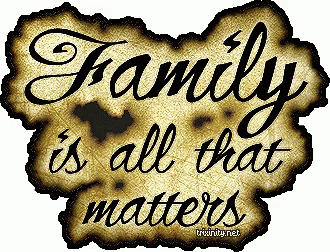 Family
is all that
matters
trixinity.net